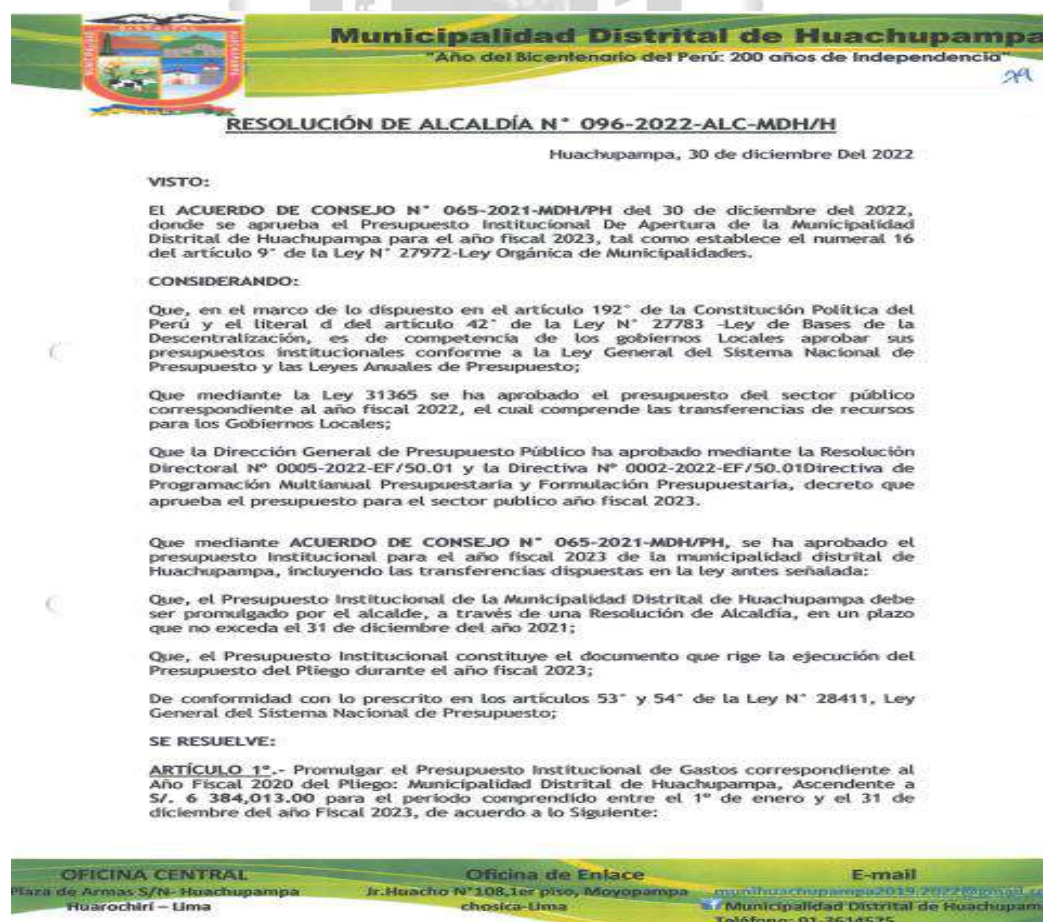 Municipalidad Distrital de Huachupampa
"Año del Bicentenario del Perú: 200 años de Independencia"
RESOLUCIÓN DE ALCALDÍA N° 096-2022-ALC-MDH/H
Huachupampa, 30 de diciembre Del 2022
VISTO:
El ACUERDO DE CONSEJO N° 065-2021-MDH/PH del 30 de diciembre del 2022,
donde se aprueba el Presupuesto Institucional De Apertura de la Municipalidad
Distrital de Huachupampa para el año fiscal 2023, tal como establece el numeral 16
del artículo 9° de la Ley N° 27972-Ley Orgánica de Municipalidades.
CONSIDERANDO:
Que, en el marco de lo dispuesto en el artículo 192° de la Constitución Política del
Perú y el literal d del artículo 42° de la Ley N° 27783 –Ley de Bases de la
Descentralización, es de competencia de los gobiernos Locales aprobar sus
presupuestos institucionales conforme a la Ley General del Sistema Nacional de
Presupuesto y las Leyes Anuales de Presupuesto;
Que mediante la Ley 31365 se ha aprobado el presupuesto del sector público
correspondiente al año fiscal 2022, el cual comprende las transferencias de recursos
para los Gobiernos Locales;
Que la Dirección General de Presupuesto Público ha aprobado mediante la Resolución
Directoral Nº 0005-2022-EF/50.01 y la Directiva Nº 0002-2022-EF/50.01Directiva de
Programación Multianual Presupuestaria y Formulación Presupuestaria, decreto que
aprueba el presupuesto para el sector publico año fiscal 2023.
Que mediante ACUERDO DE CONSEJO N° 065-2021-MDH/PH, se ha aprobado el
presupuesto Institucional para el año fiscal 2023 de la municipalidad distrital de
Huachupampa, incluyendo las transferencias dispuestas en la ley antes señalada:
Que, el Presupuesto Institucional de la Municipalidad Distrital de Huachupampa debe
ser promulgado por el alcalde, a través de una Resolución de Alcaldía, en un plazo
que no exceda el 31 de diciembre del año 2021;
Que, el Presupuesto Institucional constituye el documento que rige la ejecución del
Presupuesto del Pliego durante el año fiscal 2023;
De conformidad con lo prescrito en los artículos 53° y 54° de la Ley N° 28411, Ley
General del Sistema Nacional de Presupuesto;
SE RESUELVE:
ARTÍCULO 1º.- Promulgar el Presupuesto Institucional de Gastos correspondiente al
Año Fiscal 2020 del Pliego: Municipalidad Distrital de Huachupampa, Ascendente a
S/. 6 384,013.00 para el periodo comprendido entre el 1º de enero y el 31 de
diciembre del año Fiscal 2023, de acuerdo a lo Siguiente:
OFICINA CENTRAL
Plaza de Armas S/N- Huachupampa
Huarochirí – Lima
Oficina de Enlace
Jr.Huacho N°108,1er piso, Moyopampa
chosica-Lima
E-mail
Municipalidad Distrital de Huachupam
Teléfono: 01-3614525